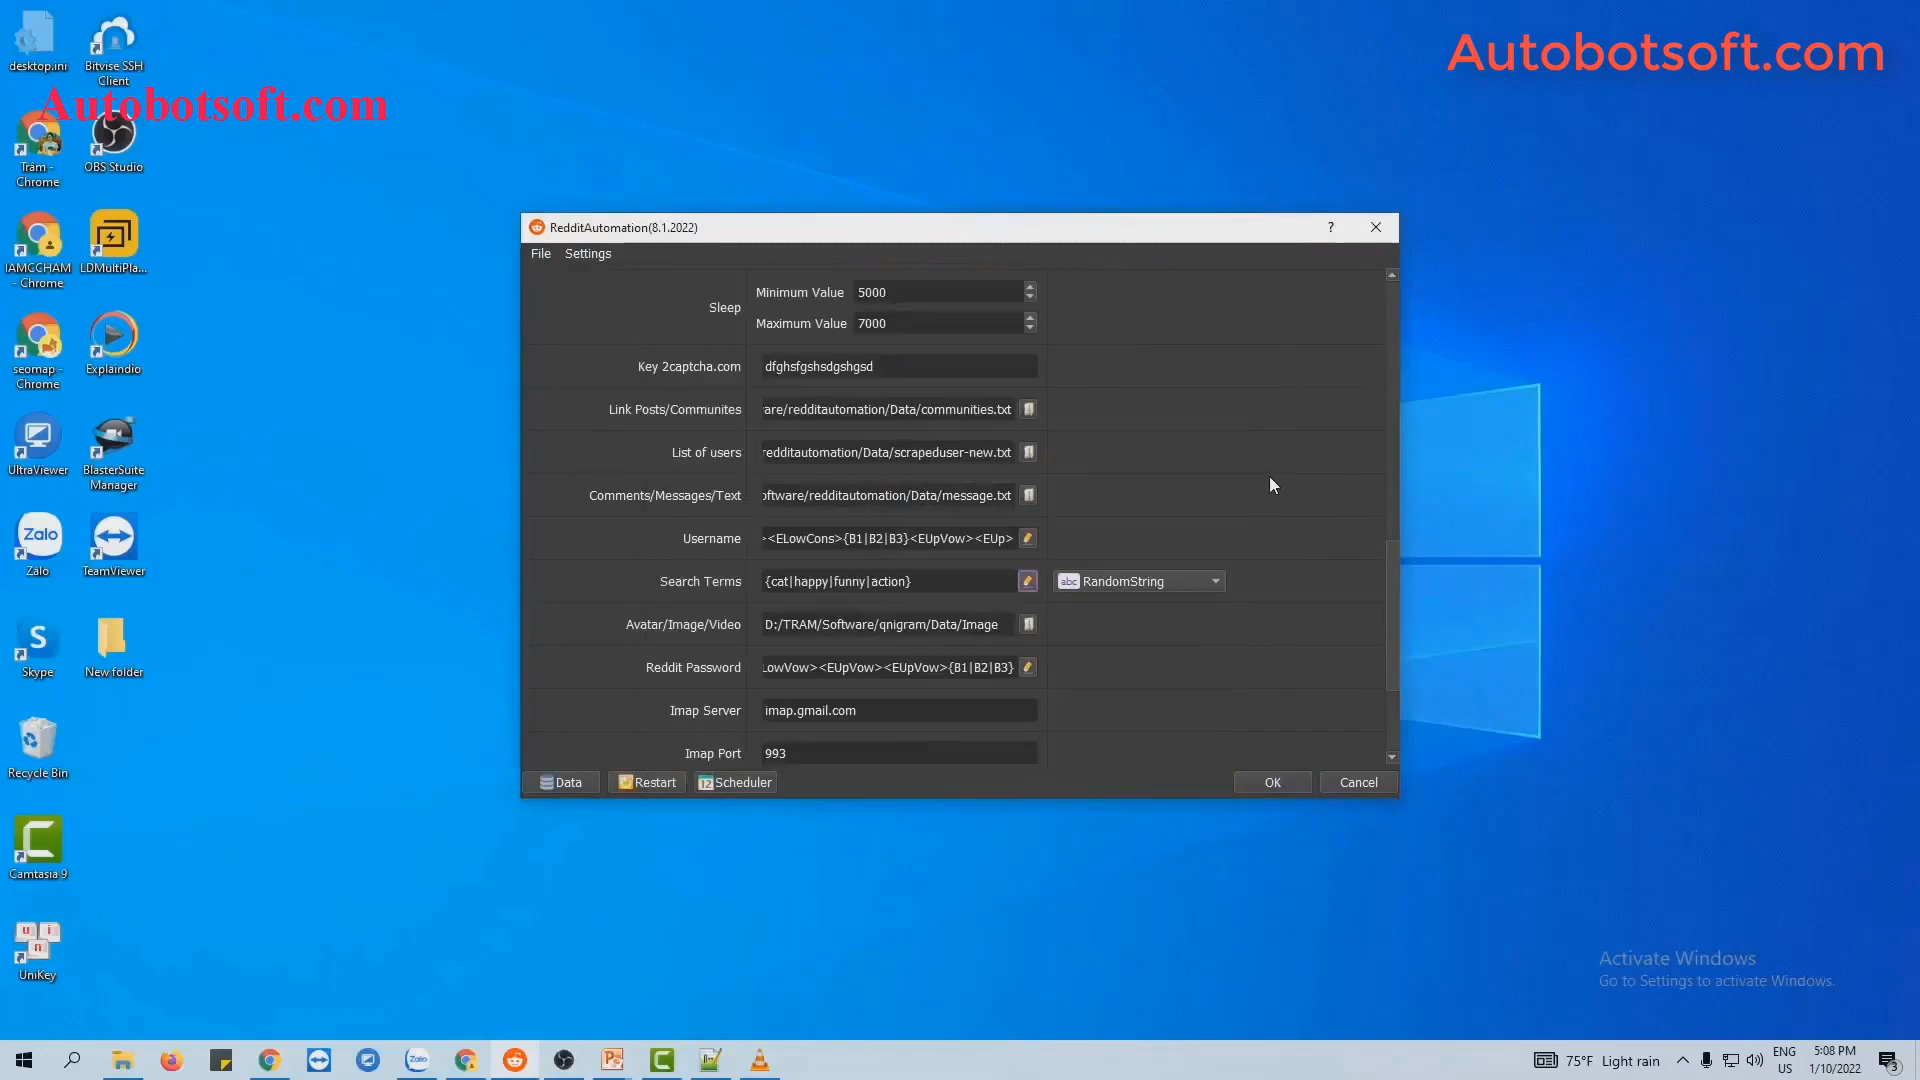 Autobotsoft.com
Autobotsoft.com
desktop.ini
Bitvise SSH
Client
Trâm -
Chrome
OBS Studio
IAMCCHAM
- Chrome
LDMultiPla...
seomap -
Chrome
Explaindio
UltraViewer
BlasterSuite
Manager
Zalo
Zalo
TeamViewer
Skype
New folder
Recycle Bin
Camtasia 9
u i
n
UniKey
RedditAutomation(8.1.2022)
?
File Settings
Sleep
Minimum Value 5000
Maximum Value 7000
Key 2captcha.com dfghsfgshsdgshgsd
Link Posts/Communites are/redditautomation/Data/communities.txt
List of users redditautomation/Data/scrapeduser-new.txt
Comments/Messages/Text oftware/redditautomation/Data/message.txt
Username ><ELowCons>{B1|B2|B3}<EUpVow><EUp>
Search Terms {cat|happy|funny|action} abc RandomString
Avatar/Image/Video D:/TRAM/Software/qnigram/Data/Image
Reddit Password LowVow><EUpVow><EUpVow>{B1|B2|B3}
Imap Server imap.gmail.com
Imap Port 993
Data Restart 12 Scheduler OK Cancel
Activate Windows
Go to Settings to activate Windows.
Zalo
75°F Light rain
ENG
US
5:08 PM
1/10/2022
3